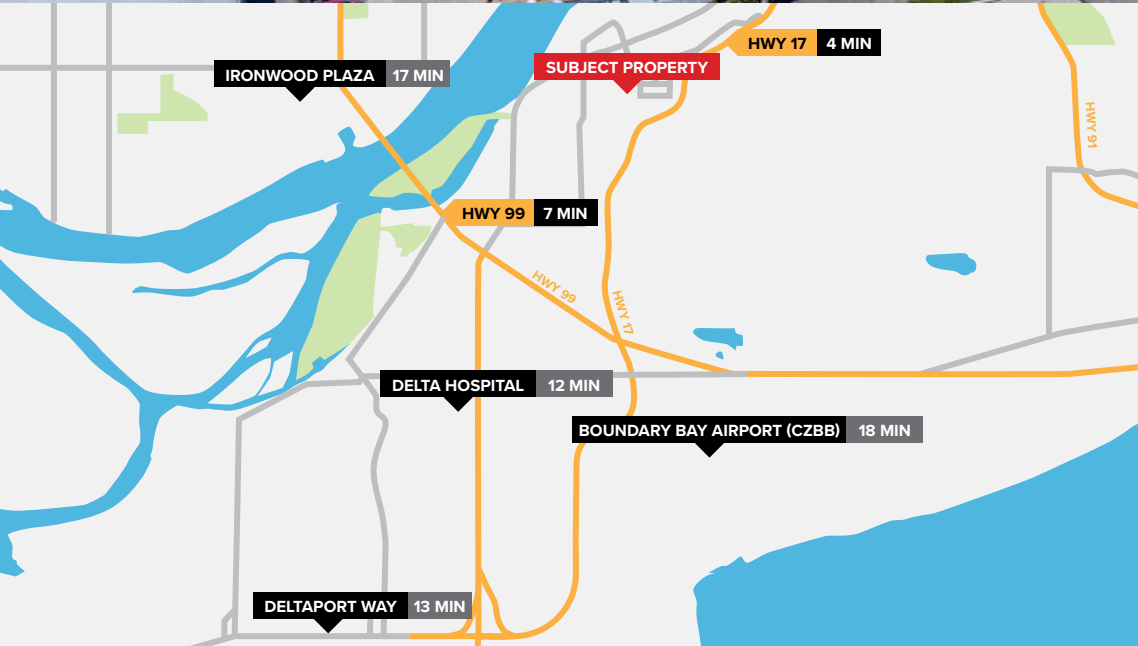 HWY 17 4 MIN
SUBJECT PROPERTY
IRONWOOD PLAZA 17 MIN
HWY 91
HWY 99 7 MIN
HWY 99
HWY 17
DELTA HOSPITAL 12 MIN
BOUNDARY BAY AIRPORT (CZBB) 18 MIN
DELTAPORT WAY 13 MIN